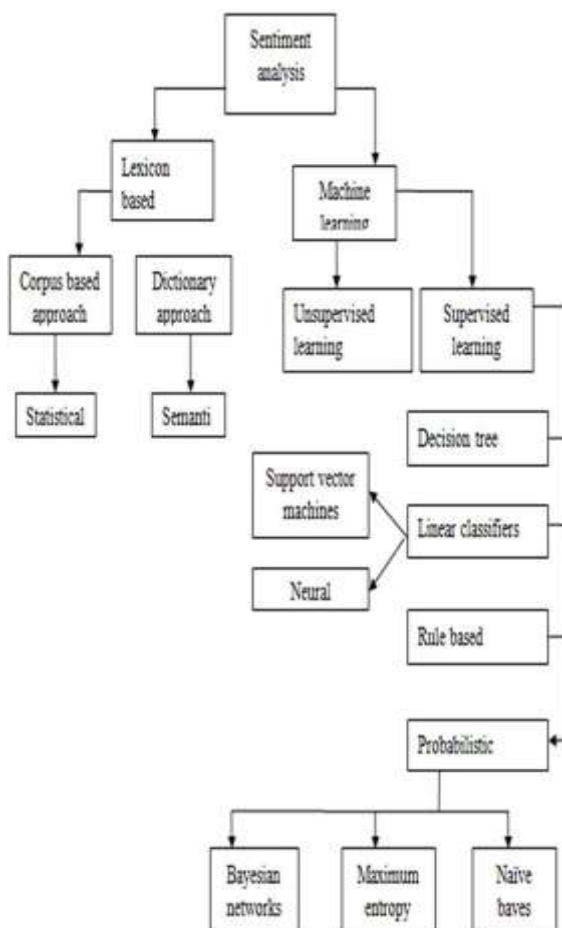 Sentiment
analysis
Lexicon
based
Machine
learning
Corpus based
approach
Dictionary
approach
Unsupervised
learning
Supervised
learning
Statistical
Semanti
Decision tree
Support vector
machines
Linear classifiers
Neural
Rule based
Probabilistic
Bayesian
networks
Maximum
entropy
Naïve
bayes